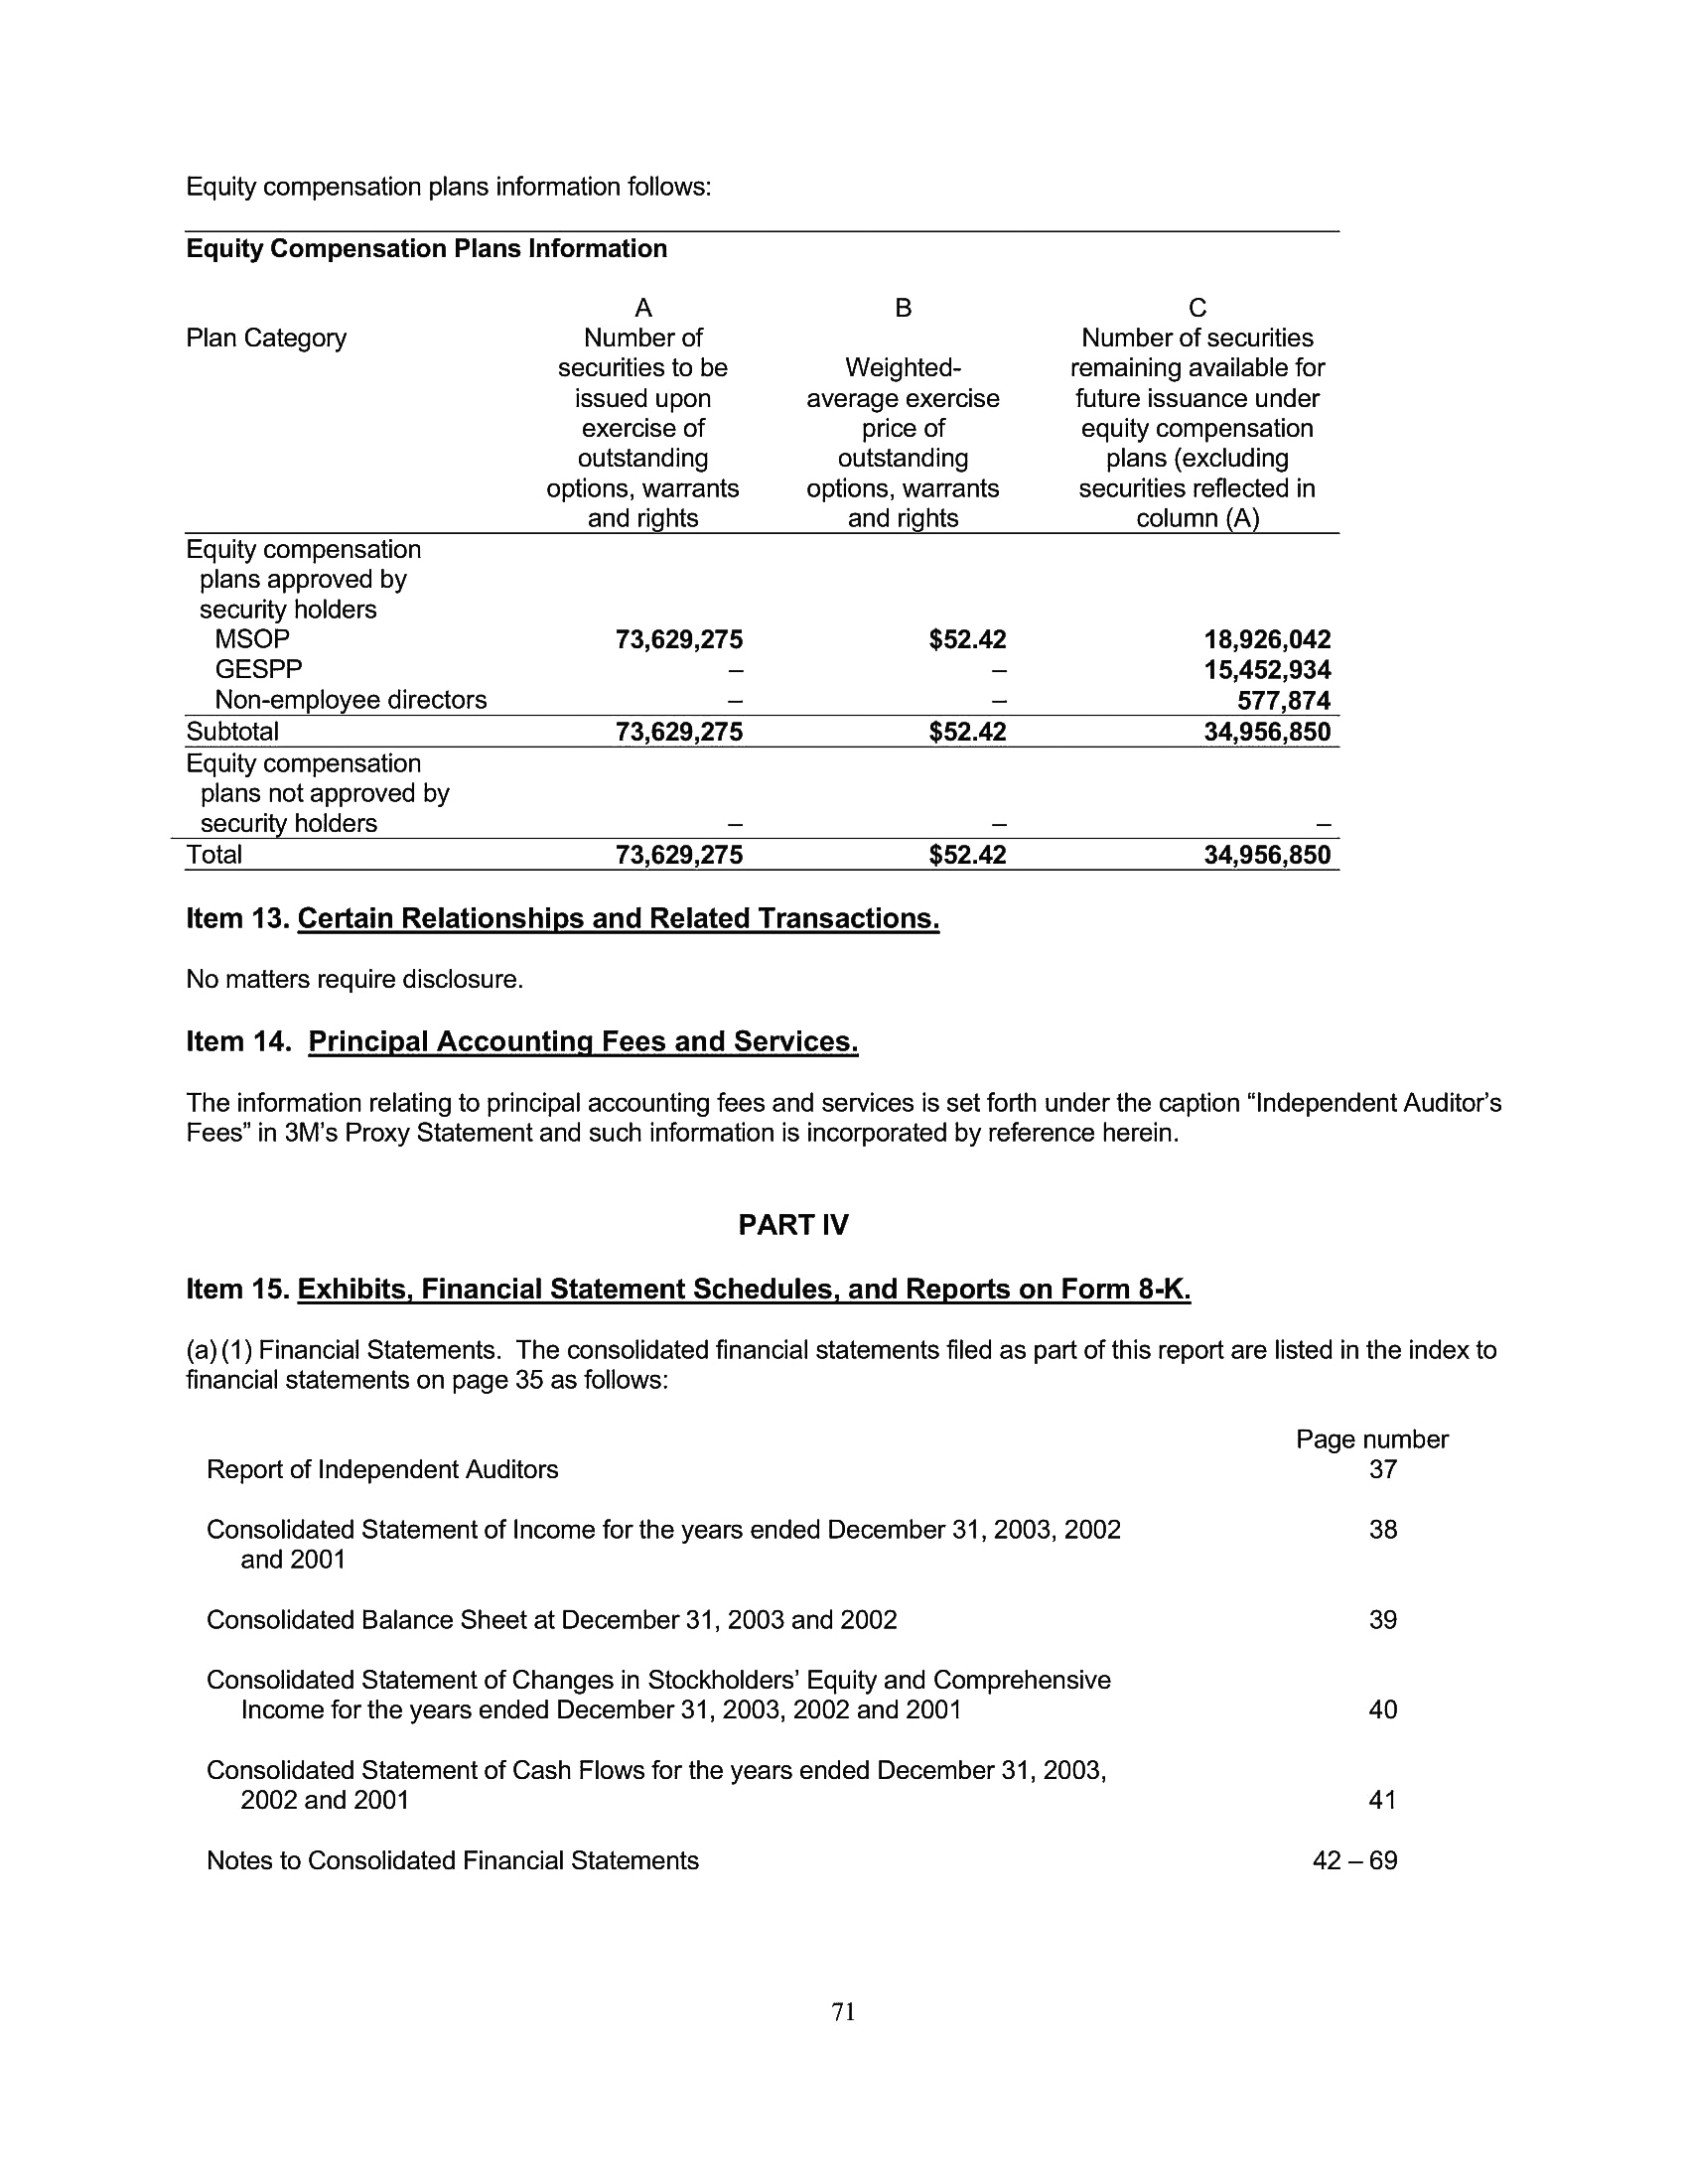 Equity compensation plans information follows:
Equity Compensation Plans Information
A B C
Plan Category Number of Number of securities
securities to be Weighted- remaining available for
issued upon average exercise future issuance under
exercise of price of equity compensation
outstanding outstanding plans (excluding
options, warrants options, warrants securities reflected in
and rights and rights column (A)
Equity compensation
plans approved by
security holders
MSOP 73,629,275 $52.42 18,926,042
GESPP – – 15,452,934
Non-employee directors – – 577,874
Subtotal 73,629,275 $52.42 34,956,850
Equity compensation
plans not approved by
security holders – – –
Total 73,629,275 $52.42 34,956,850
Item 13. Certain Relationships and Related Transactions.
No matters require disclosure.
Item 14. Principal Accounting Fees and Services.
The information relating to principal accounting fees and services is set forth under the caption “Independent Auditor’s
Fees” in 3M’s Proxy Statement and such information is incorporated by reference herein.
PART IV
Item 15. Exhibits, Financial Statement Schedules, and Reports on Form 8-K.
(a) (1) Financial Statements. The consolidated financial statements filed as part of this report are listed in the index to
financial statements on page 35 as follows:
Page number
Report of Independent Auditors 37
Consolidated Statement of Income for the years ended December 31, 2003, 2002 38
and 2001
Consolidated Balance Sheet at December 31, 2003 and 2002 39
Consolidated Statement of Changes in Stockholders’ Equity and Comprehensive
Income for the years ended December 31, 2003, 2002 and 2001 40
Consolidated Statement of Cash Flows for the years ended December 31, 2003,
2002 and 2001 41
Notes to Consolidated Financial Statements 42 – 69
71